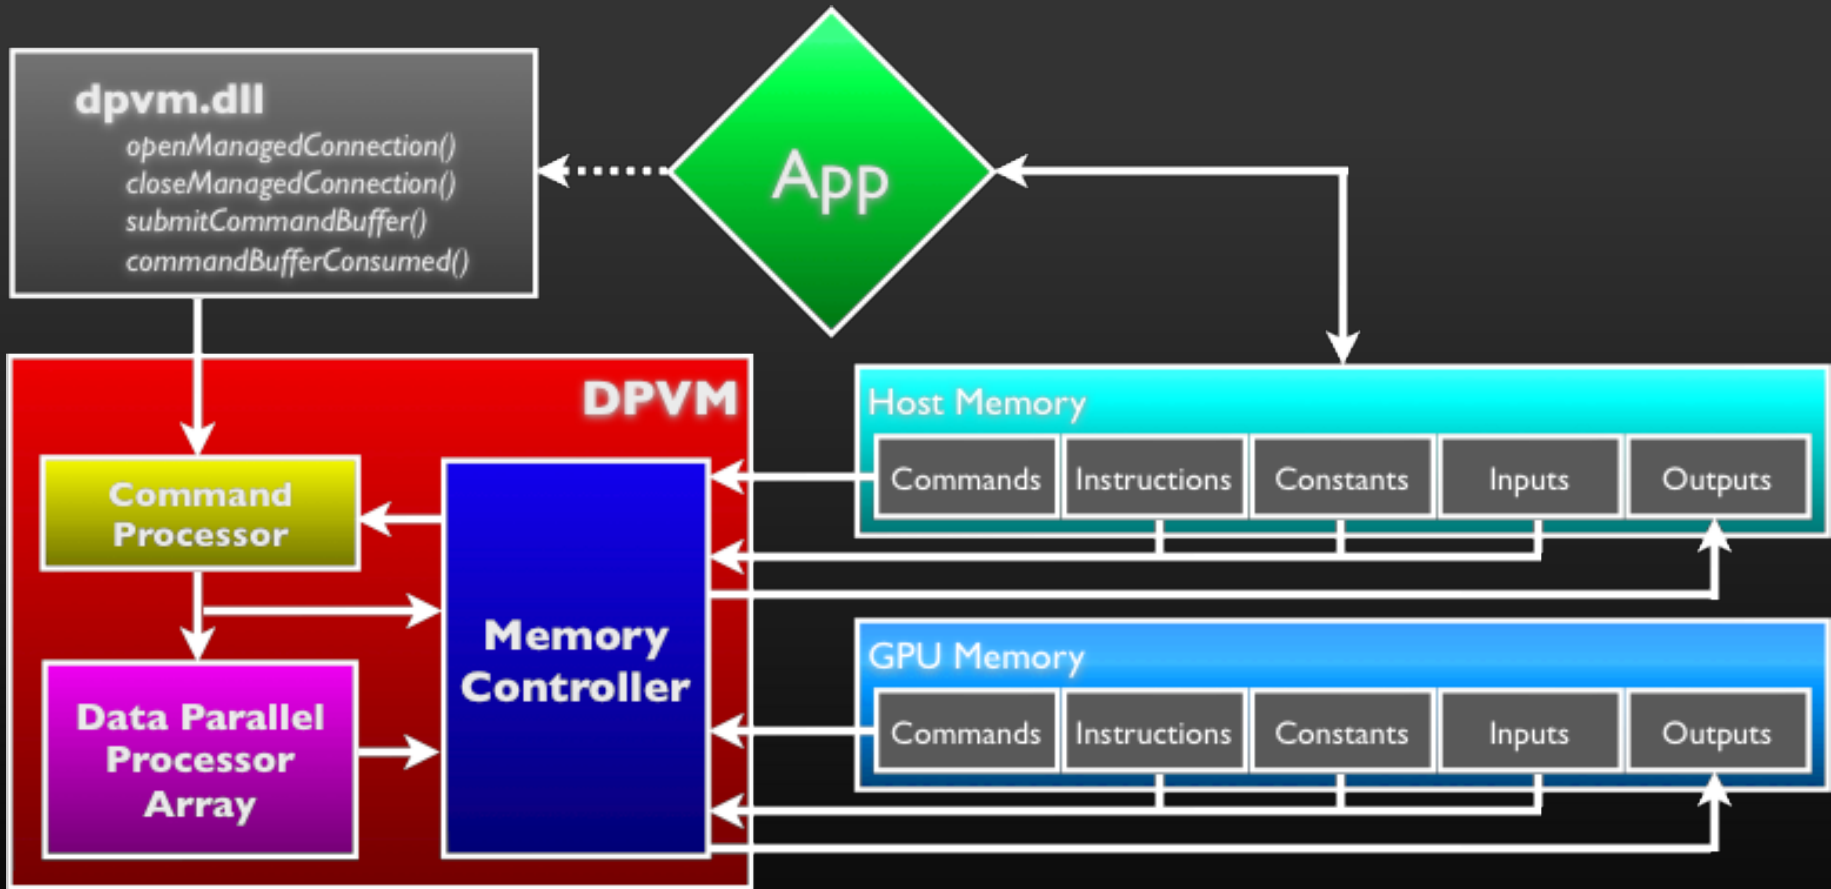 dpvm.dll
openManagedConnection()
closeManagedConnection()
submitCommandBuffer()
commandBufferConsumed()
App
DPVM
Command
Processor
Data Parallel
Processor
Array
Memory
Controller
Host Memory
Commands Instructions Constants Inputs Outputs
GPU Memory
Commands Instructions Constants Inputs Outputs